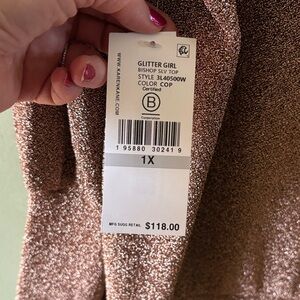 WWW.KARENKANE.COM
GLITTER GIRL
BISHOP SLV TOP
STYLE 3L40500W
COLOR COP
Certified
B
Corporation
1 95880 30241 9
1X
MFG SUGG RETAIL $118.00